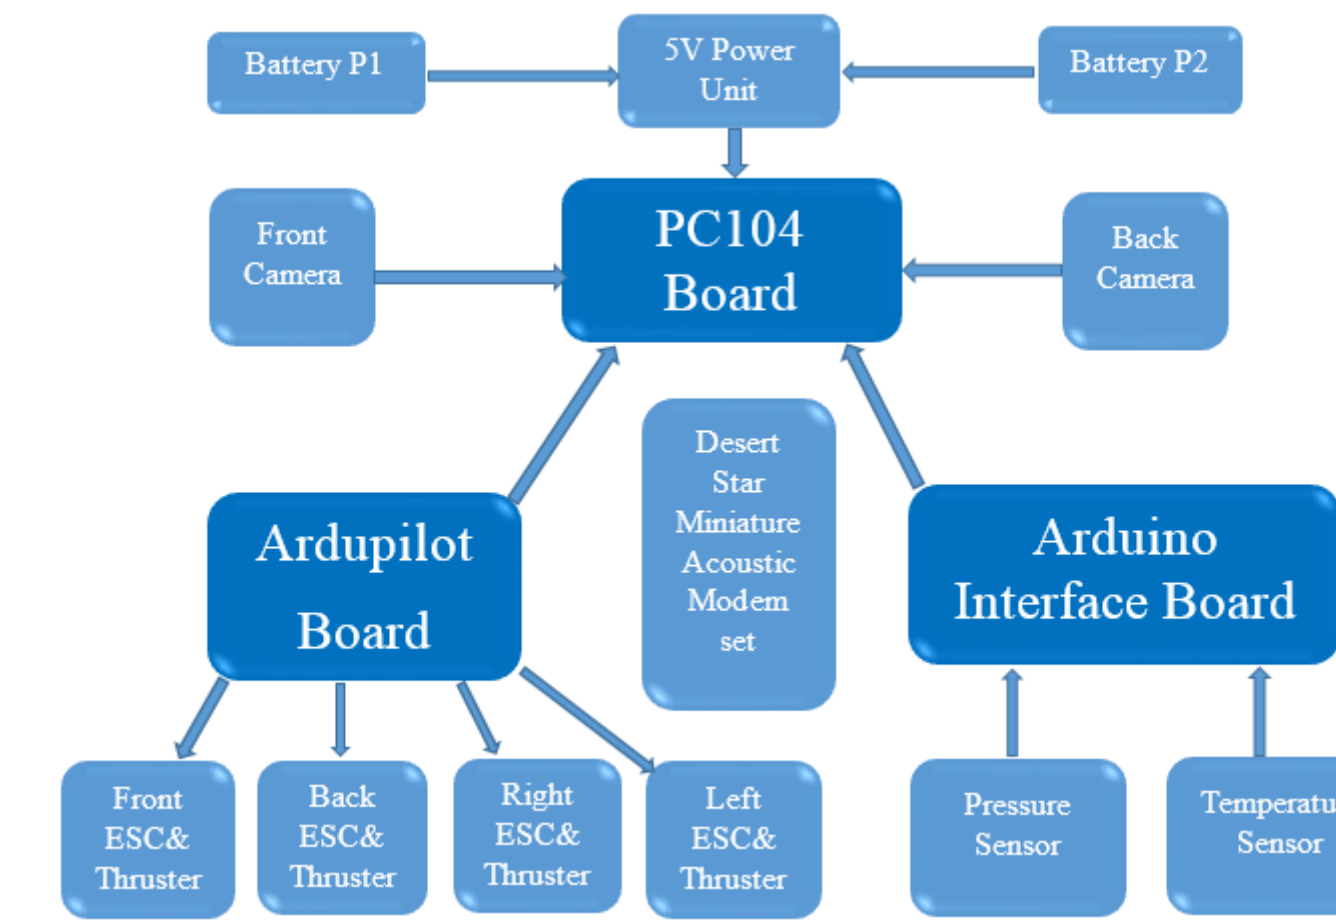 Battery P1
5V Power
Unit
Battery P2
Front
Camera
PC104
Board
Back
Camera
Desert
Star
Miniature
Acoustic
Modem
set
Ardupilot
Board
Arduino
Interface Board
Front
ESC&
Thruster
Back
ESC&
Thruster
Right
ESC&
Thruster
Left
ESC&
Thruster
Pressure
Sensor
Temperatu
Sensor